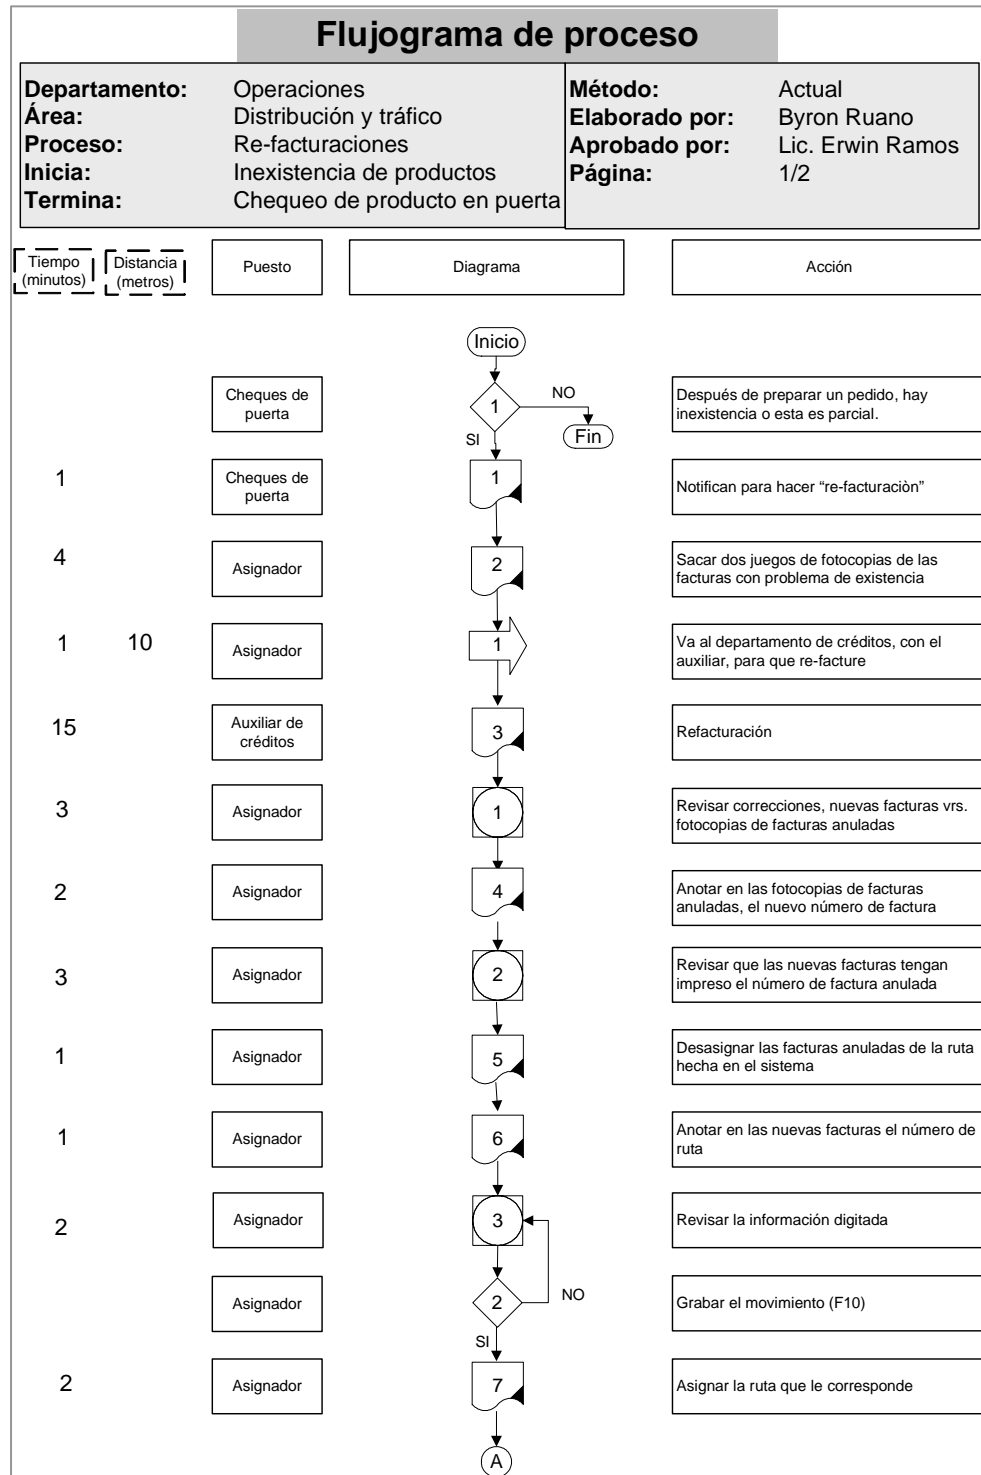 Flujograma de proceso
Departamento: Operaciones
Área: Distribución y tráfico
Proceso: Re-facturaciones
Inicia: Inexistencia de productos
Termina: Chequeo de producto en puerta
Método: Actual
Elaborado por: Byron Ruano
Aprobado por: Lic. Erwin Ramos
Página: 1/2
Tiempo
(minutos)
Distancia
(metros)
Puesto
Diagrama
Acción
Inicio
Cheques de
puerta
1
NO
SI
Fin
Después de preparar un pedido, hay
inexistencia o esta es parcial.
1
Cheques de
puerta
1
Notifican para hacer “re-facturaciòn”
4
Asignador
2
Sacar dos juegos de fotocopias de las
facturas con problema de existencia
1
10
Asignador
1
Va al departamento de créditos, con el
auxiliar, para que re-facture
15
Auxiliar de
créditos
3
Refacturación
3
Asignador
1
Revisar correcciones, nuevas facturas vrs.
fotocopias de facturas anuladas
2
Asignador
4
Anotar en las fotocopias de facturas
anuladas, el nuevo número de factura
3
Asignador
2
Revisar que las nuevas facturas tengan
impreso el número de factura anulada
1
Asignador
5
Desasignar las facturas anuladas de la ruta
hecha en el sistema
1
Asignador
6
Anotar en las nuevas facturas el número de
ruta
2
Asignador
3
Revisar la información digitada
Asignador
2
NO
SI
Grabar el movimiento (F10)
2
Asignador
7
Asignar la ruta que le corresponde
A